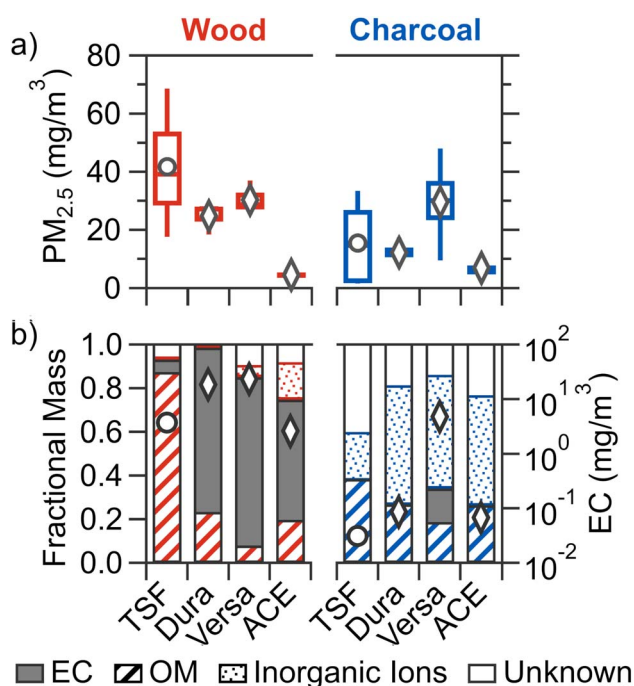 Wood Charcoal
a)
PM2.5 (mg/m3)
80
60
40
20
0
b)
Fractional Mass
1.0
0.8
0.6
0.4
0.2
0.0
10^2
10^1
10^0
10^-1
10^-2
EC (mg/m3)
TSF Dura Versa ACE TSF Dura Versa ACE
EC OM Inorganic Ions Unknown